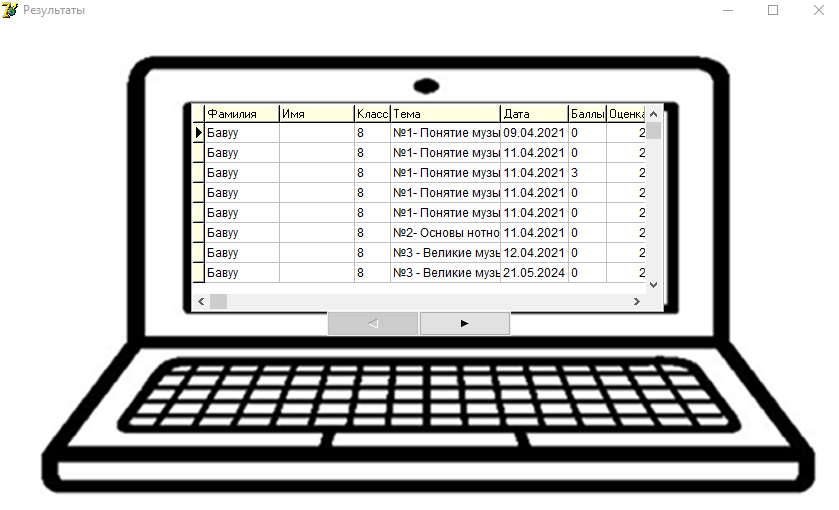 Результаты
Фамилия Имя Класс Тема Дата Баллы Оценка
Бавуу 8 №1- Понятие музы 09.04.2021 0 2
Бавуу 8 №1- Понятие музы 11.04.2021 0 2
Бавуу 8 №1- Понятие музы 11.04.2021 3 2
Бавуу 8 №1- Понятие музы 11.04.2021 0 2
Бавуу 8 №1- Понятие музы 11.04.2021 0 2
Бавуу 8 №2- Основы нотно 11.04.2021 0 2
Бавуу 8 №3 - Великие музы 12.04.2021 0 2
Бавуу 8 №3 - Великие музы 21.05.2024 0 2